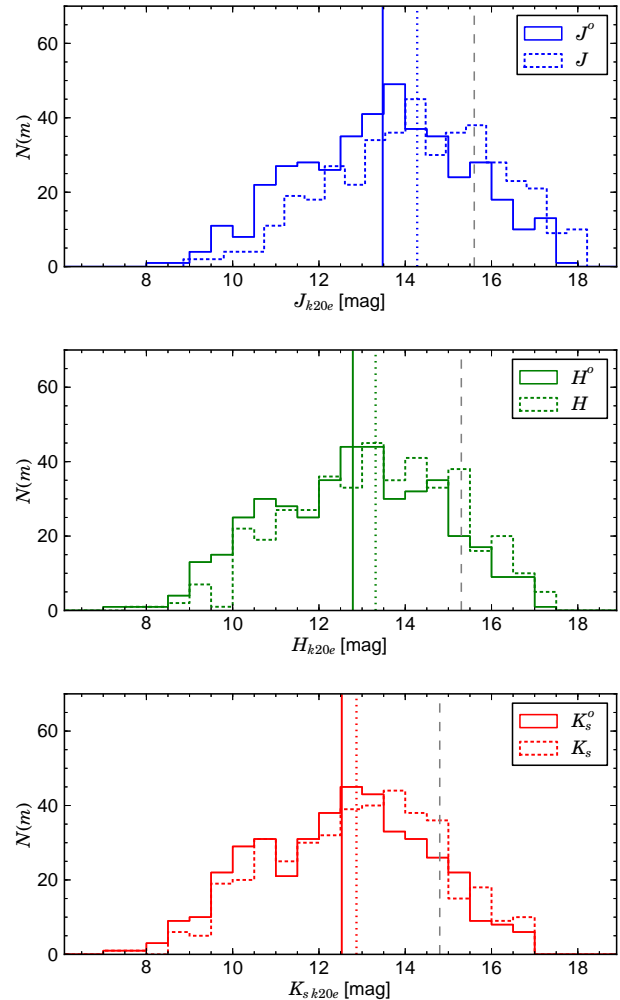 60
40
20
0
N(m)
J^o
J
8 10 12 14 16 18
J_{k20e} [mag]
60
40
20
0
N(m)
H^o
H
8 10 12 14 16 18
H_{k20e} [mag]
60
40
20
0
N(m)
K_s^o
K_s
8 10 12 14 16 18
K_{s k20e} [mag]